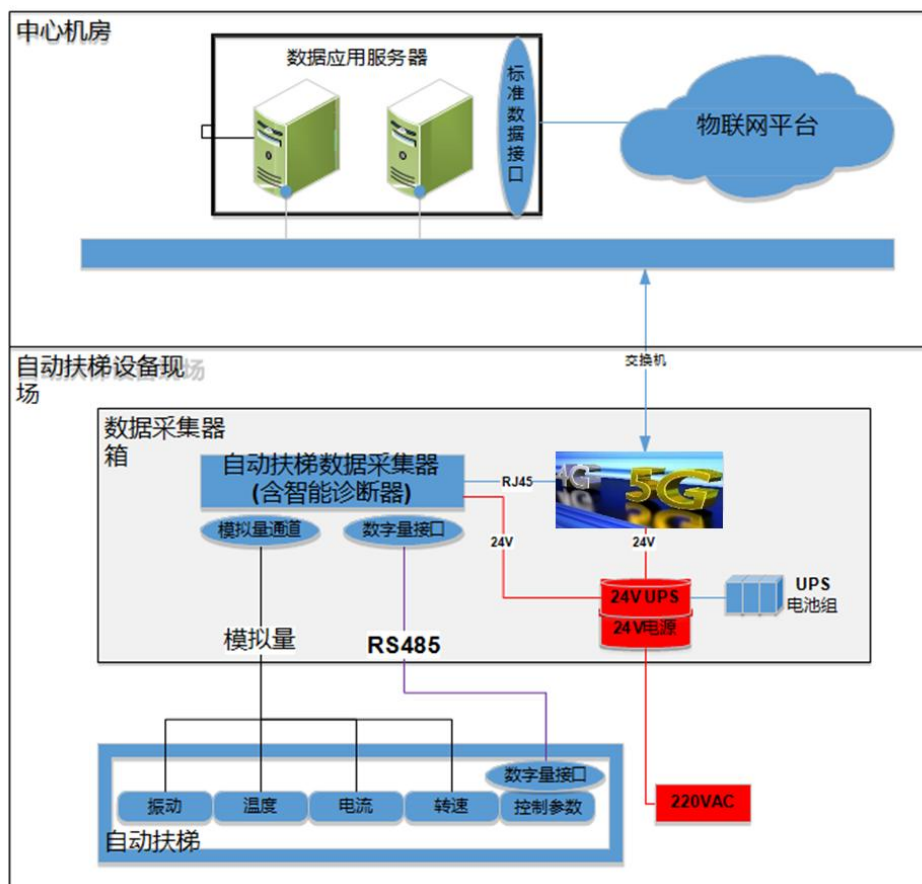 中心机房
数据应用服务器
标准数据接口
物联网平台
交换机
自动扶梯设备现
场
数据采集器
箱
自动扶梯数据采集器
(含智能诊断器)
RJ45
4G
5G
模拟量通道
数字量接口
24V
24V
24V UPS
24V电源
UPS
电池组
模拟量
RS485
数字量接口
振动
温度
电流
转速
控制参数
自动扶梯
220VAC